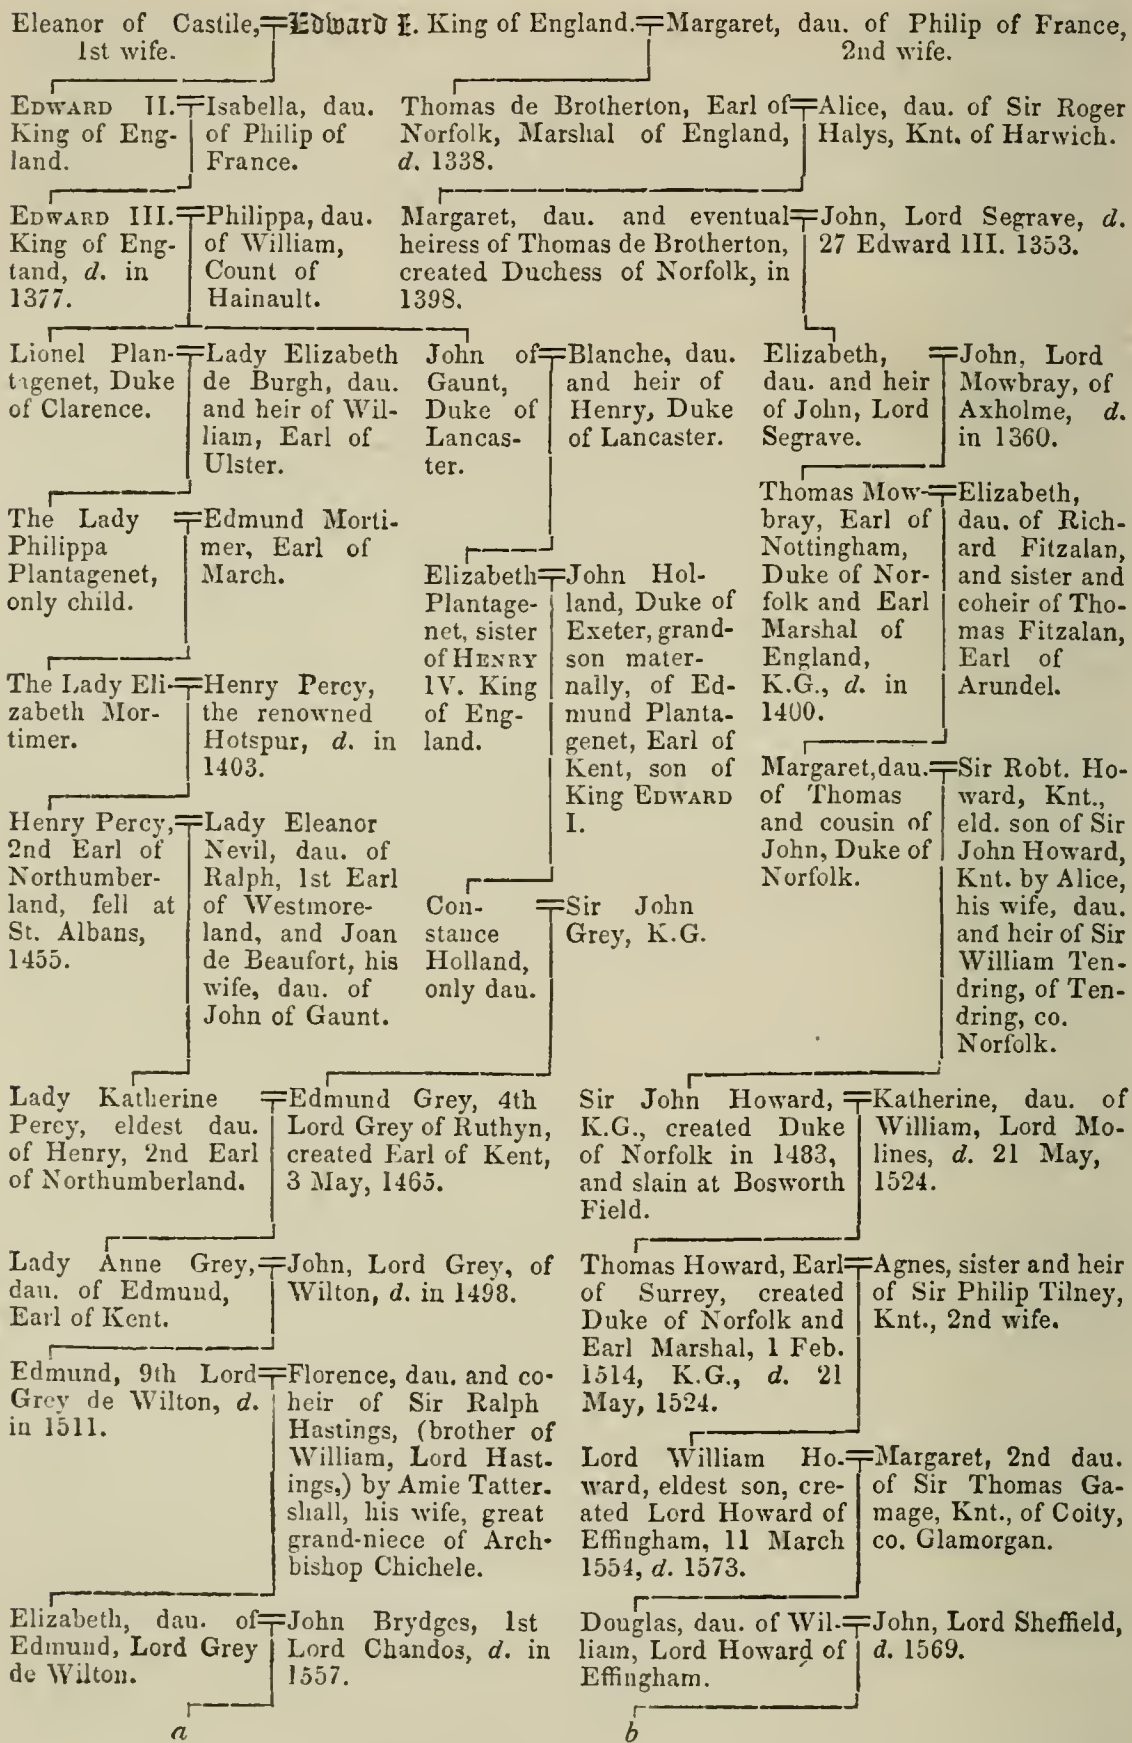 Eleanor of Castile,
1st wife.
Edward I. King of England.
Margaret, dau. of Philip of France,
2nd wife.
EDWARD II.
King of Eng-
land.
Isabella, dau.
of Philip of
France.
Thomas de Brotherton, Earl of
Norfolk, Marshal of England,
d. 1338.
Alice, dau. of Sir Roger
Halys, Knt. of Harwich.
EDWARD III.
King of Eng-
tand, d. in
1377.
Philippa, dau.
of William,
Count of
Hainault.
Margaret, dau. and eventual
heiress of Thomas de Brotherton,
created Duchess of Norfolk, in
1398.
John, Lord Segrave, d.
27 Edward III. 1353.
Lionel Plan-
tagenet, Duke
of Clarence.
Lady Elizabeth
de Burgh, dau.
and heir of Wil-
liam, Earl of
Ulster.
John of
Gaunt,
Duke of
Lancas-
ter.
Blanche, dau.
and heir of
Henry, Duke
of Lancaster.
Elizabeth,
dau. and heir
of John, Lord
Segrave.
John, Lord
Mowbray, of
Axholme, d.
in 1360.
The Lady
Philippa
Plantagenet,
only child.
Edmund Morti-
mer, Earl of
March.
Elizabeth
Plantage-
net, sister
of HENRY
IV. King
of Eng-
land.
John Hol-
land, Duke of
Exeter, grand-
son mater-
nally, of Ed-
mund Planta-
genet, Earl of
Kent, son of
King EDWARD
I.
Thomas Mow-
bray, Earl of
Nottingham,
Duke of Nor-
folk and Earl
Marshal of
England,
K.G., d. in
1400.
Elizabeth,
dau. of Rich-
ard Fitzalan,
and sister and
coheir of Tho-
mas Fitzalan,
Earl of
Arundel.
The Lady Eli-
zabeth Mor-
timer.
Henry Percy,
the renowned
Hotspur, d. in
1403.
Margaret, dau.
of Thomas
and cousin of
John, Duke of
Norfolk.
Sir Robt. Ho-
ward, Knt.,
eld. son of Sir
John Howard,
Knt. by Alice,
his wife, dau.
and heir of Sir
William Ten-
dring, of Ten-
dring, co.
Norfolk.
Henry Percy,
2nd Earl of
Northumber-
land, fell at
St. Albans,
1455.
Lady Eleanor
Nevil, dau. of
Ralph, 1st Earl
of Westmore-
land, and Joan
de Beaufort, his
wife, dau. of
John of Gaunt.
Con-
stance
Holland,
only dau.
Sir John
Grey, K.G.
Lady Katherine
Percy, eldest dau.
of Henry, 2nd Earl
of Northumberland.
Edmund Grey, 4th
Lord Grey of Ruthyn,
created Earl of Kent,
3 May, 1465.
Sir John Howard,
K.G., created Duke
of Norfolk in 1483,
and slain at Bosworth
Field.
Katherine, dau. of
William, Lord Mo-
lines, d. 21 May,
1524.
Lady Anne Grey,
dau. of Edmund,
Earl of Kent.
John, Lord Grey, of
Wilton, d. in 1498.
Thomas Howard, Earl
of Surrey, created
Duke of Norfolk and
Earl Marshal, 1 Feb.
1514, K.G., d. 21
May, 1524.
Agnes, sister and heir
of Sir Philip Tilney,
Knt., 2nd wife.
Edmund, 9th Lord
Grey de Wilton, d.
in 1511.
Florence, dau. and co-
heir of Sir Ralph
Hastings, (brother of
William, Lord Hast-
ings,) by Amie Tatter-
shall, his wife, great
grand-niece of Arch-
bishop Chichele.
Lord William Ho-
ward, eldest son, cre-
ated Lord Howard of
Effingham, 11 March
1554, d. 1573.
Margaret, 2nd dau.
of Sir Thomas Ga-
mage, Knt., of Coity,
co. Glamorgan.
Elizabeth, dau. of
Edmund, Lord Grey
de Wilton.
John Brydges, 1st
Lord Chandos, d. in
1557.
Douglas, dau. of Wil-
liam, Lord Howard of
Effingham.
John, Lord Sheffield,
d. 1569.
a
b